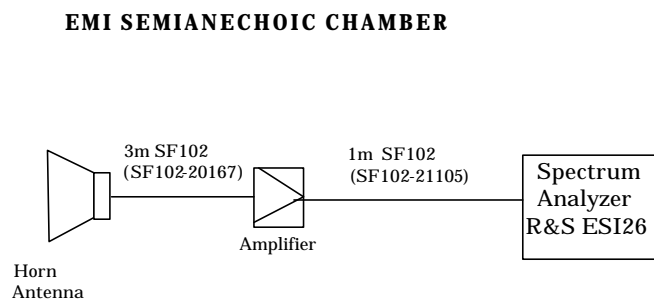 EMI SEMIANECHOIC CHAMBER
3m SF102
(SF102-20167)
1m SF102
(SF102-21105)
Spectrum
Analyzer
R&S ESI26
Amplifier
Horn
Antenna